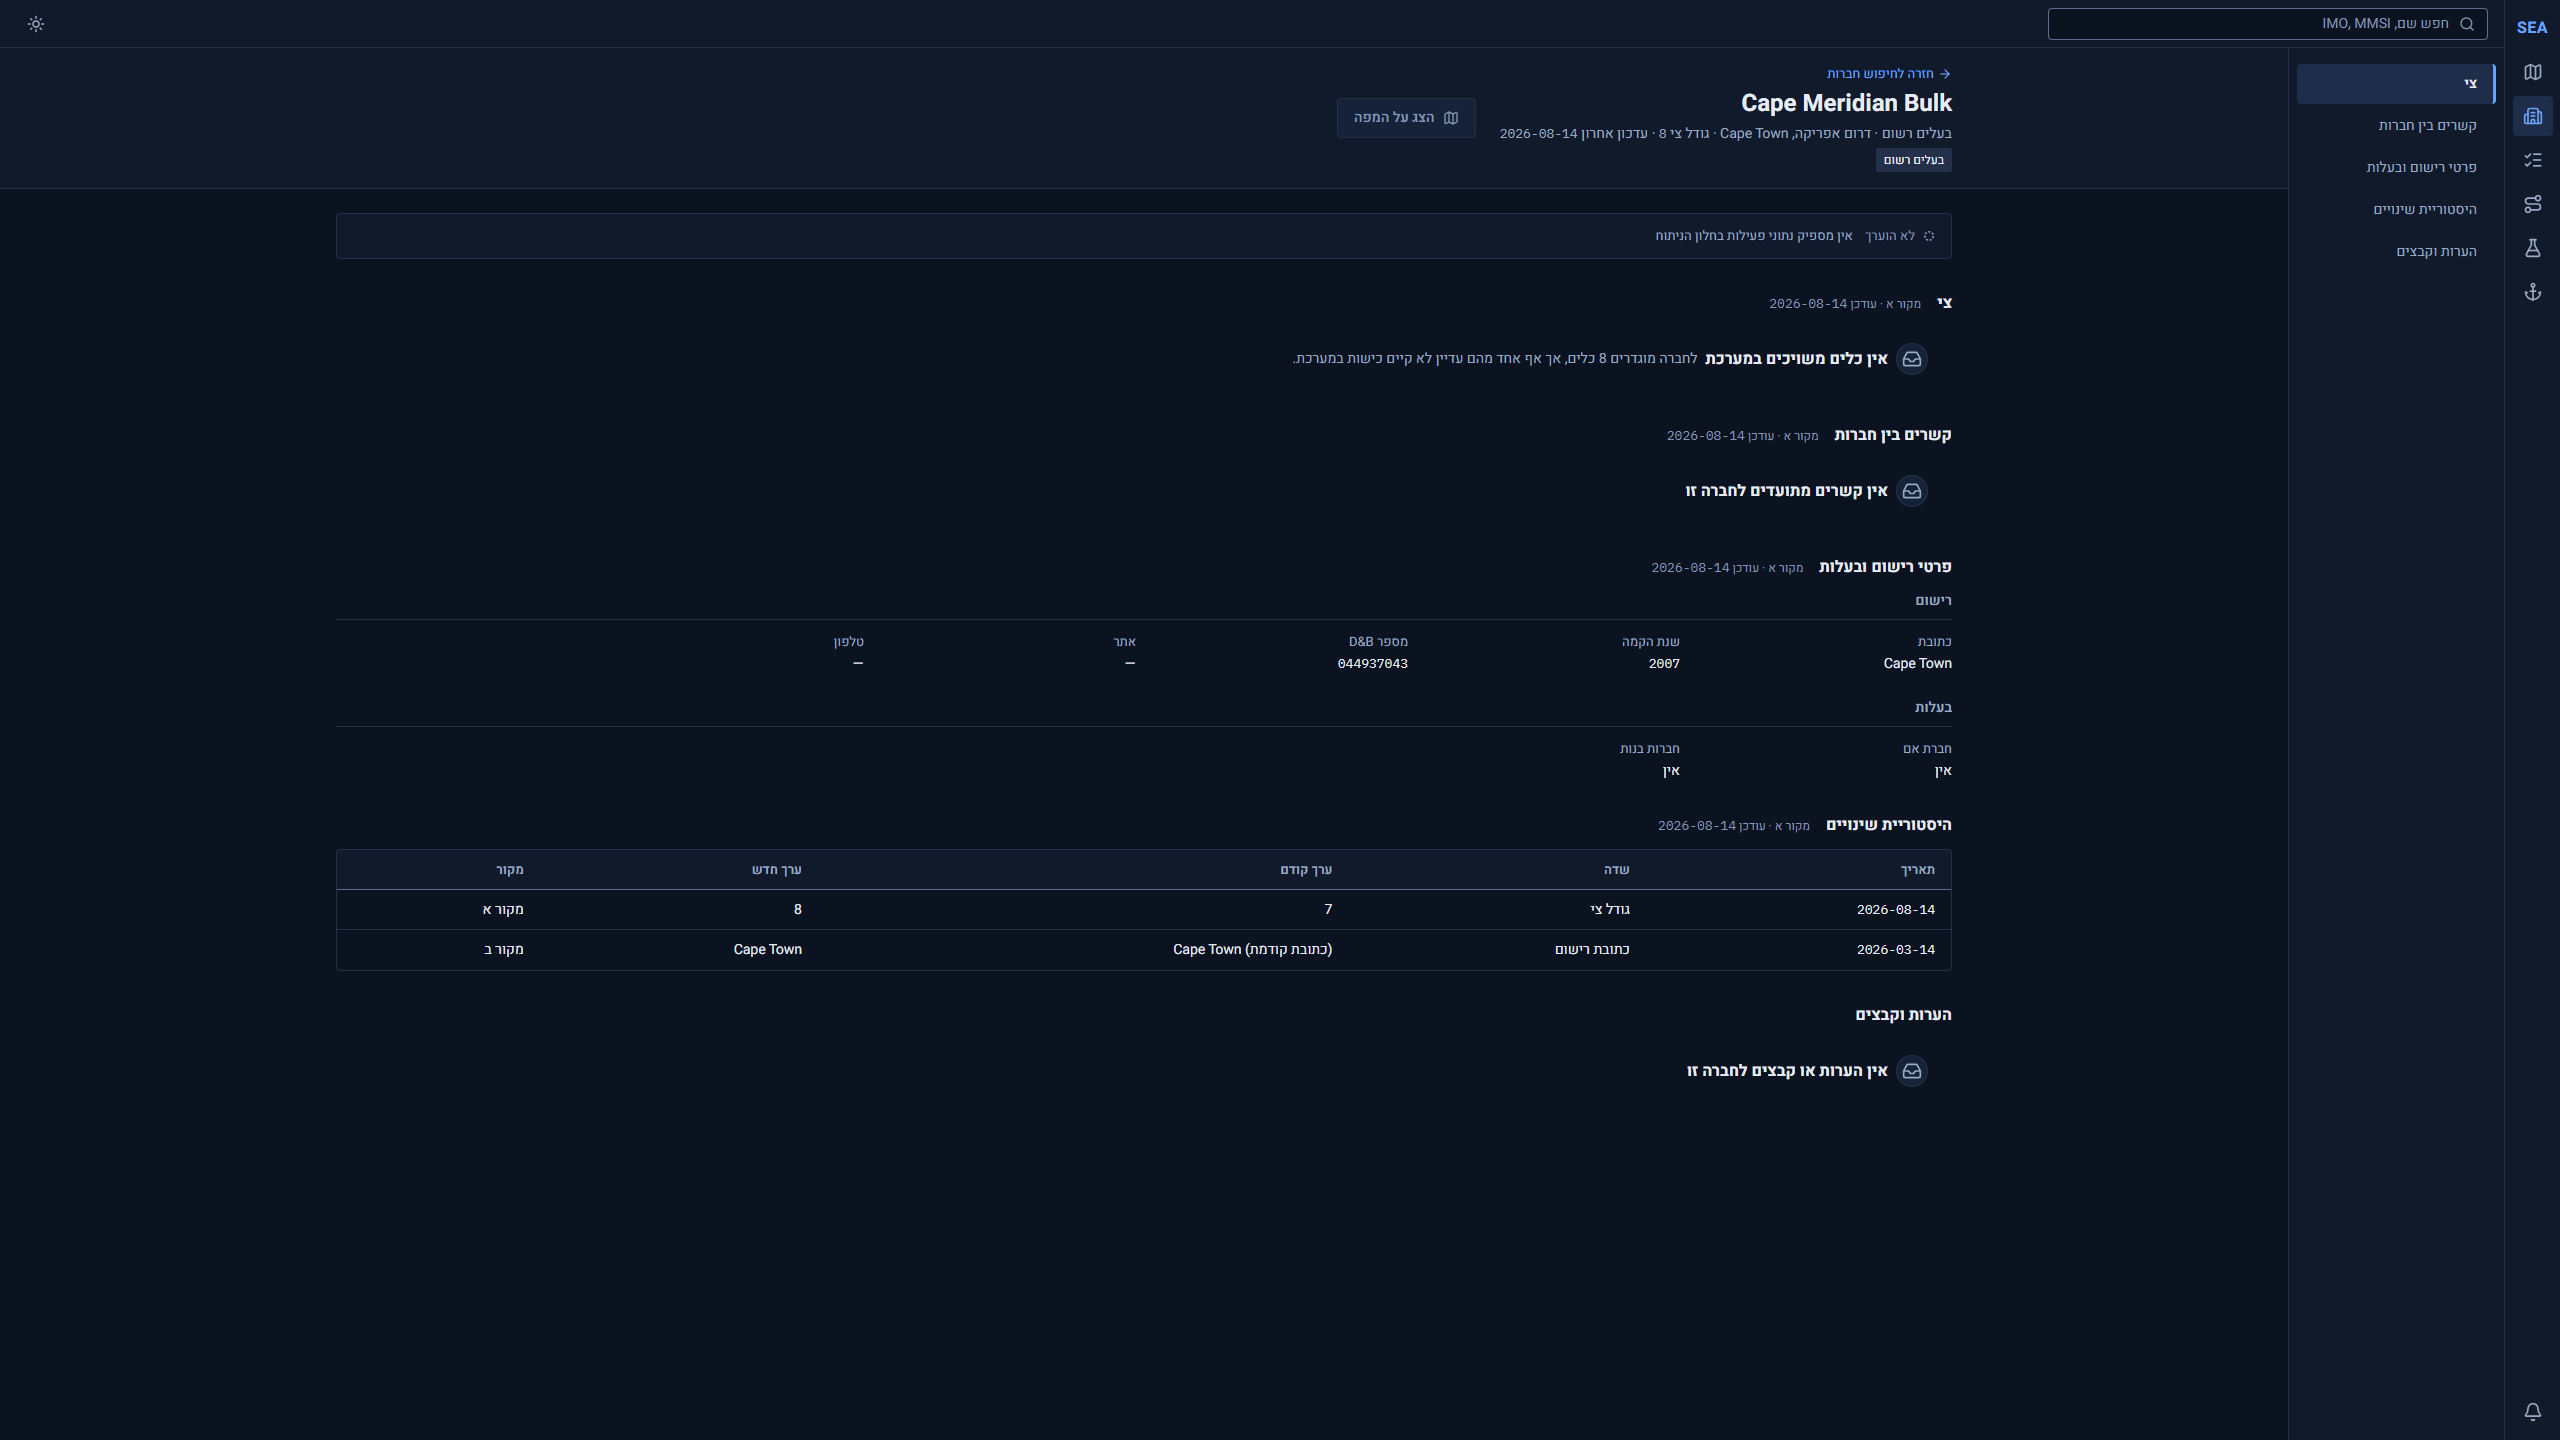 SEA
חפש שם, IMO, MMSI
צי
קשרים בין חברות
פרטי רישום ובעלות
היסטוריית שינויים
הערות וקבצים
חזרה לחיפוש חברות
Cape Meridian Bulk
בעלים רשום · דרום אפריקה, Cape Town · גודל צי 8 · עדכון אחרון 2026-08-14
בעלים רשום
הצג על המפה
לא הוערך אין מספיק נתוני פעילות בחלון הניתוח
צי מקור א · עודכן 2026-08-14
אין כלים משויכים במערכת לחברה מוגדרים 8 כלים, אך אף אחד מהם עדיין לא קיים כישות במערכת.
קשרים בין חברות מקור א · עודכן 2026-08-14
אין קשרים מתועדים לחברה זו
פרטי רישום ובעלות מקור א · עודכן 2026-08-14
רישום
כתובת שנת הקמה מספר D&B אתר טלפון
Cape Town 2007 044937043 — —
בעלות
חברת אם חברות בנות
אין אין
היסטוריית שינויים מקור א · עודכן 2026-08-14
תאריך שדה ערך קודם ערך חדש מקור
2026-08-14 גודל צי 7 8 מקור א
2026-03-14 כתובת רישום Cape Town (כתובת קודמת) Cape Town מקור ב
הערות וקבצים
אין הערות או קבצים לחברה זו